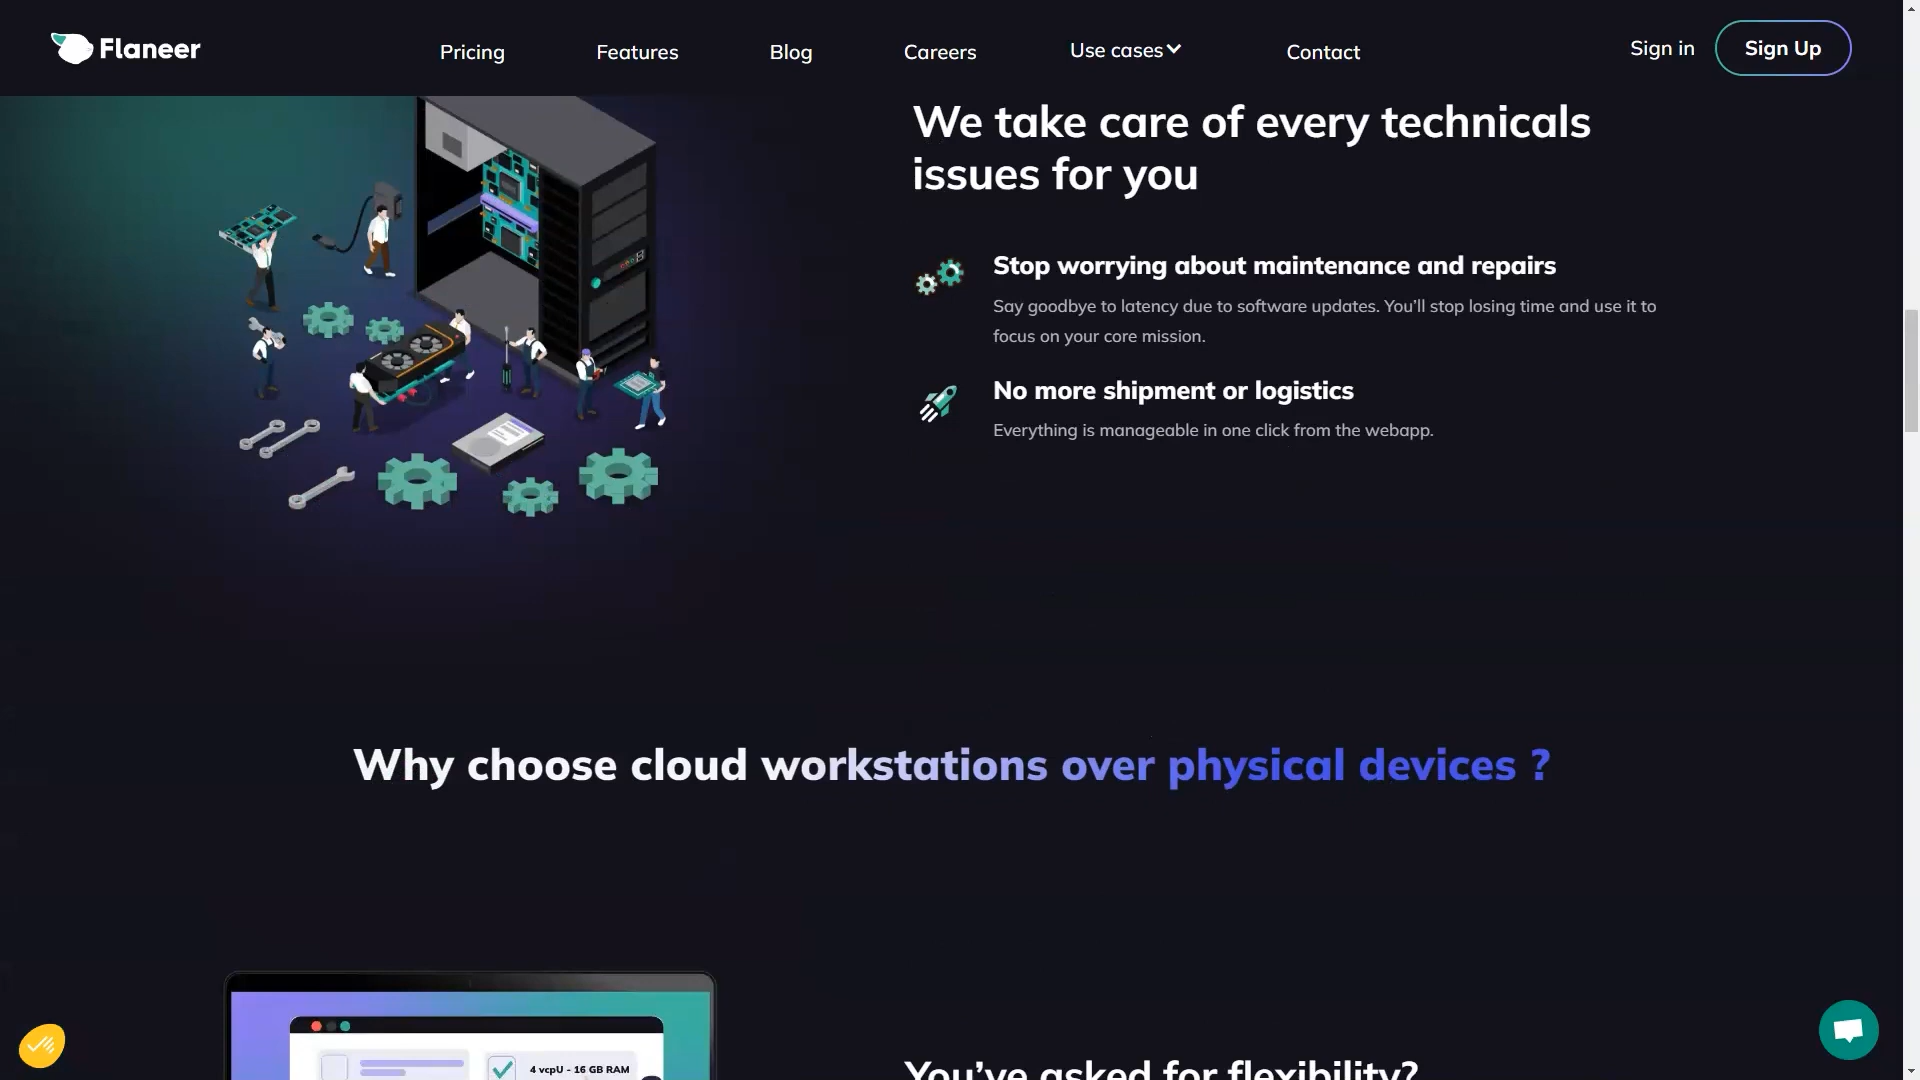 Flaneer
Pricing
Features
Blog
Careers
Use cases
Contact
Sign in
Sign Up
We take care of every technicals
issues for you
Stop worrying about maintenance and repairs
Say goodbye to latency due to software updates. You’ll stop losing time and use it to
focus on your core mission.
No more shipment or logistics
Everything is manageable in one click from the webapp.
Why choose cloud workstations over physical devices ?
4 vcpU - 16 GB RAM
You’ve asked for flexibility?